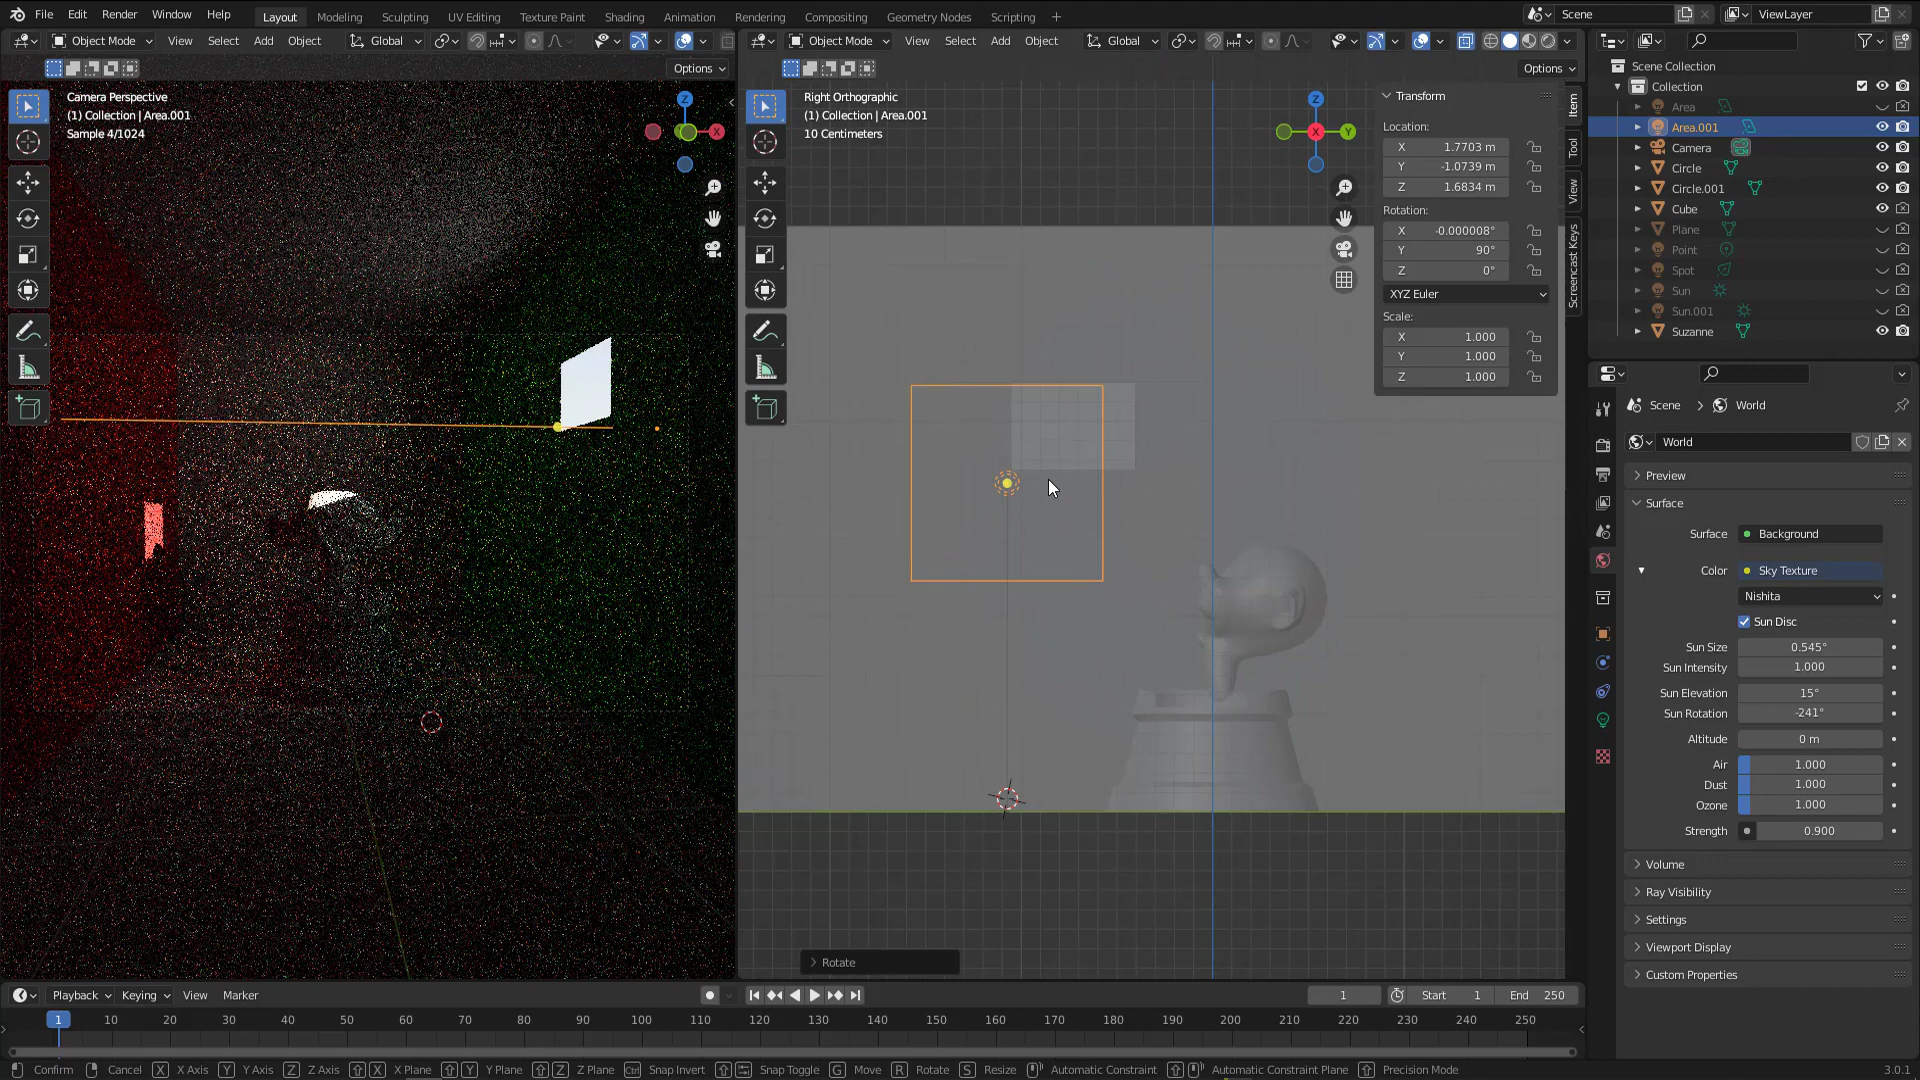 File Edit Render Window Help Layout Modeling Sculpting UV Editing Texture Paint Shading Animation Rendering Compositing Geometry Nodes Scripting + Scene ViewLayer
Object Mode View Select Add Object Global
Object Mode View Select Add Object Global
Options
Options
Camera Perspective
(1) Collection | Area.001
Sample 4/1024
Z
X
Right Orthographic
(1) Collection | Area.001
10 Centimeters
Z
X
Y
Transform
Location:
X 1.7703 m
Y -1.0739 m
Z 1.6834 m
Rotation:
X -0.000008°
Y 90°
Z 0°
XYZ Euler
Scale:
X 1.000
Y 1.000
Z 1.000
Item
Tool
View
Screencast Keys
Rotate
Scene Collection
Collection
Area
Area.001
Camera
Circle
Circle.001
Cube
Plane
Point
Spot
Sun
Sun.001
Suzanne
Scene > World
World
Preview
Surface
Surface Background
Color Sky Texture
Nishita
Sun Disc
Sun Size 0.545°
Sun Intensity 1.000
Sun Elevation 15°
Sun Rotation -241°
Altitude 0 m
Air 1.000
Dust 1.000
Ozone 1.000
Strength 0.900
Volume
Ray Visibility
Settings
Viewport Display
Custom Properties
Playback Keying View Marker 1 Start 1 End 250
1 10 20 30 40 50 60 70 80 90 100 110 120 130 140 150 160 170 180 190 200 210 220 230 240 250
Confirm Cancel X X Axis Y Y Axis Z Z Axis X X Plane Y Y Plane Z Z Plane Ctrl Snap Invert Snap Toggle G Move R Rotate S Resize Automatic Constraint Automatic Constraint Plane Precision Mode 3.0.1